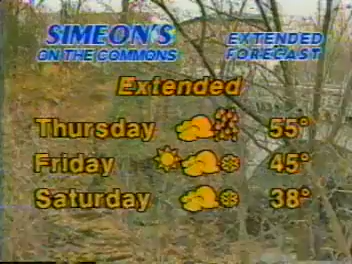 SIMEON'S
ON THE COMMONS
EXTENDED
FORECAST
Extended
Thursday 55°
Friday 45°
Saturday 38°